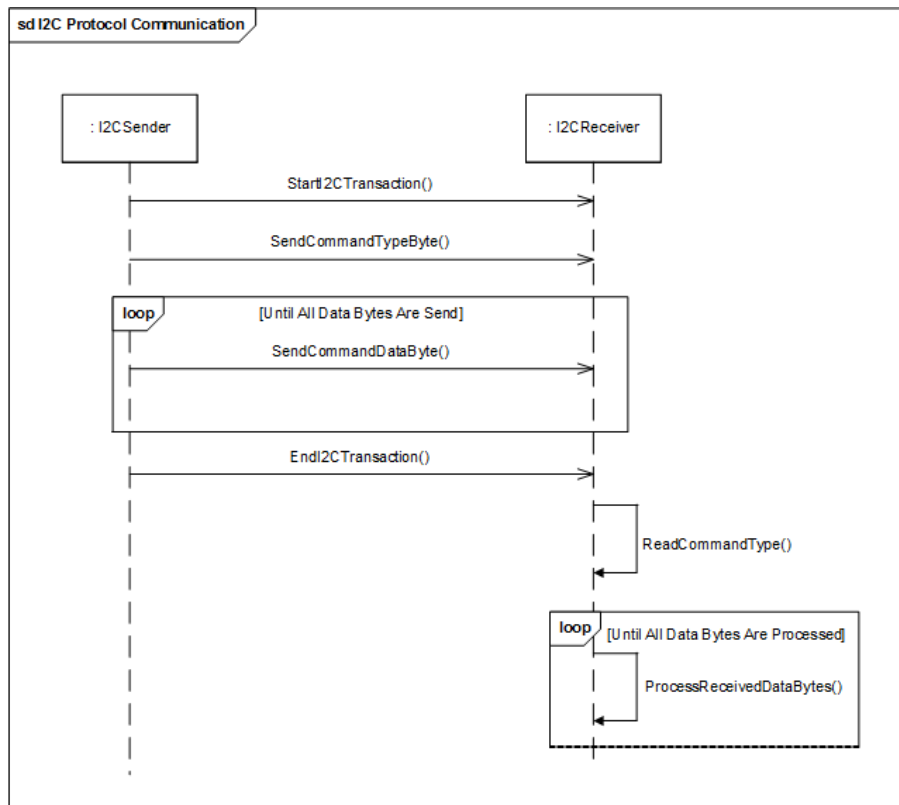 sd I2C Protocol Communication
: I2CSender
: I2CReceiver
StartI2CTransaction()
SendCommandTypeByte()
loop
[Until All Data Bytes Are Send]
SendCommandDataByte()
EndI2CTransaction()
ReadCommandType()
loop
[Until All Data Bytes Are Processed]
ProcessReceivedDataBytes()